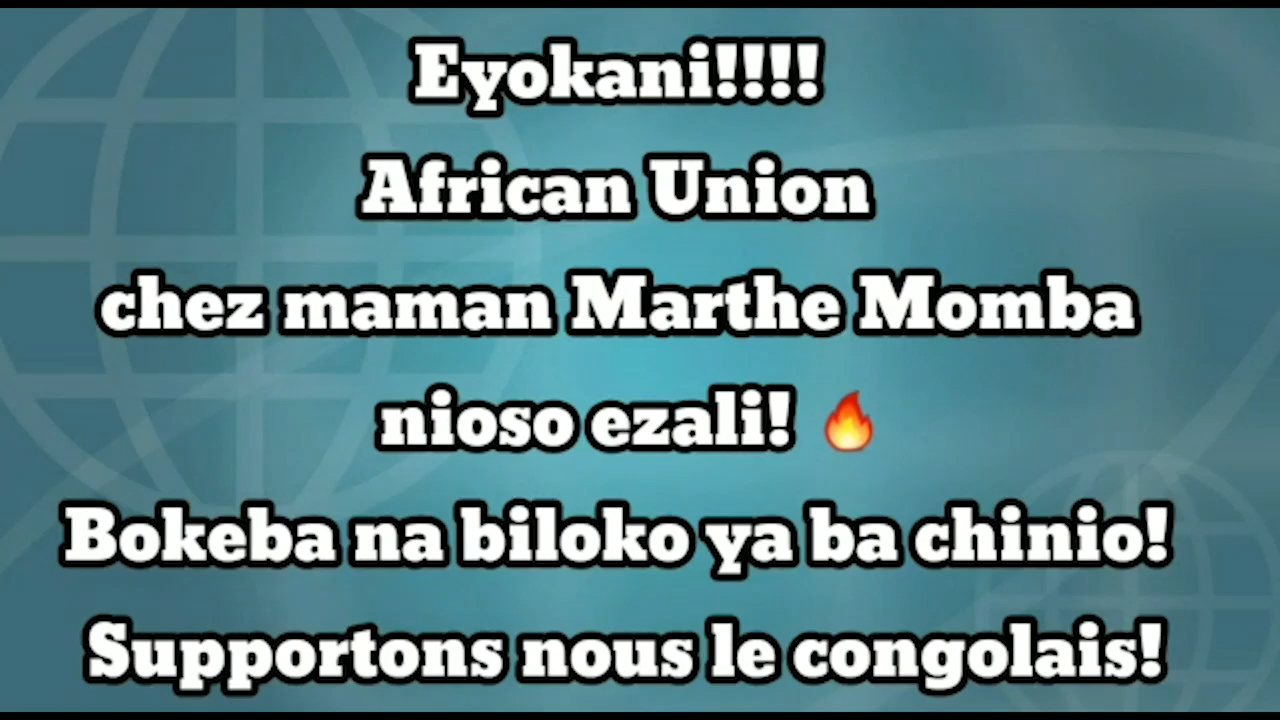 Eyokani!!!!
African Union
chez maman Marthe Momba
nioso ezali! 🔥
Bokeba na biloko ya ba chinio!
Supportons nous le congolais!